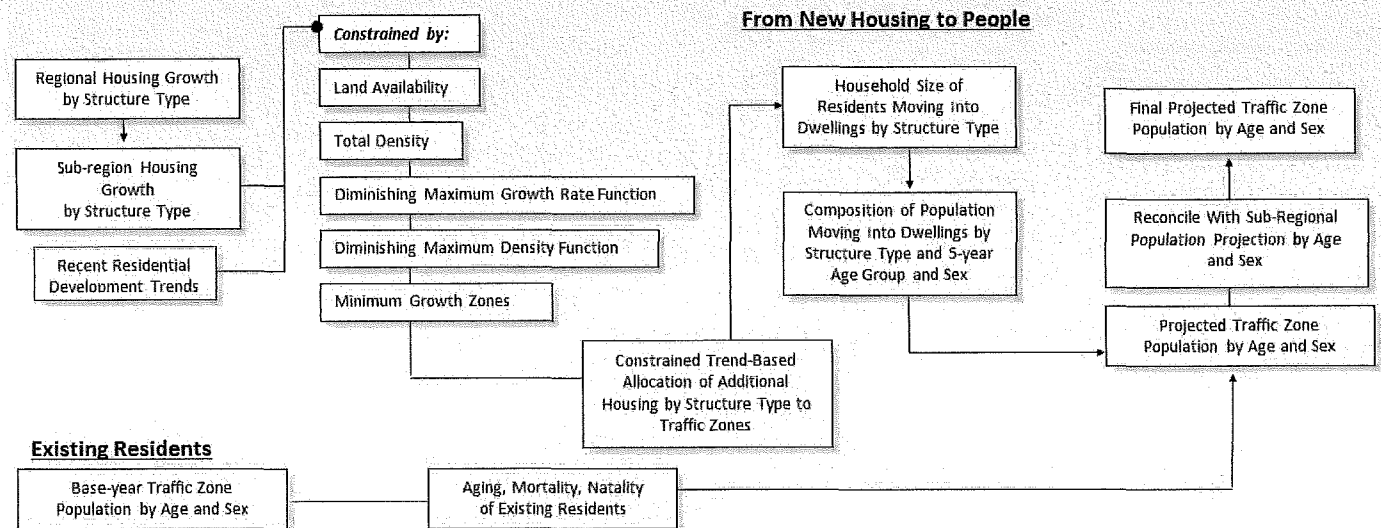 From New Housing to People
Constrained by:
Regional Housing Growth
by Structure Type
Land Availability
Household Size of
Residents Moving into
Dwellings by Structure Type
Final Projected Traffic Zone
Population by Age and Sex
Total Density
Sub-region Housing
Growth
by Structure Type
Diminishing Maximum Growth Rate Function
Composition of Population
Moving into Dwellings by
Structure Type and 5-year
Age Group and Sex
Reconcile With Sub-Regional
Population Projection by Age
and Sex
Diminishing Maximum Density Function
Recent Residential
Development Trends
Minimum Growth Zones
Projected Traffic Zone
Population by Age and Sex
Constrained Trend-Based
Allocation of Additional
Housing by Structure Type to
Traffic Zones
Existing Residents
Base-year Traffic Zone
Population by Age and Sex
Aging, Mortality, Natality
of Existing Residents